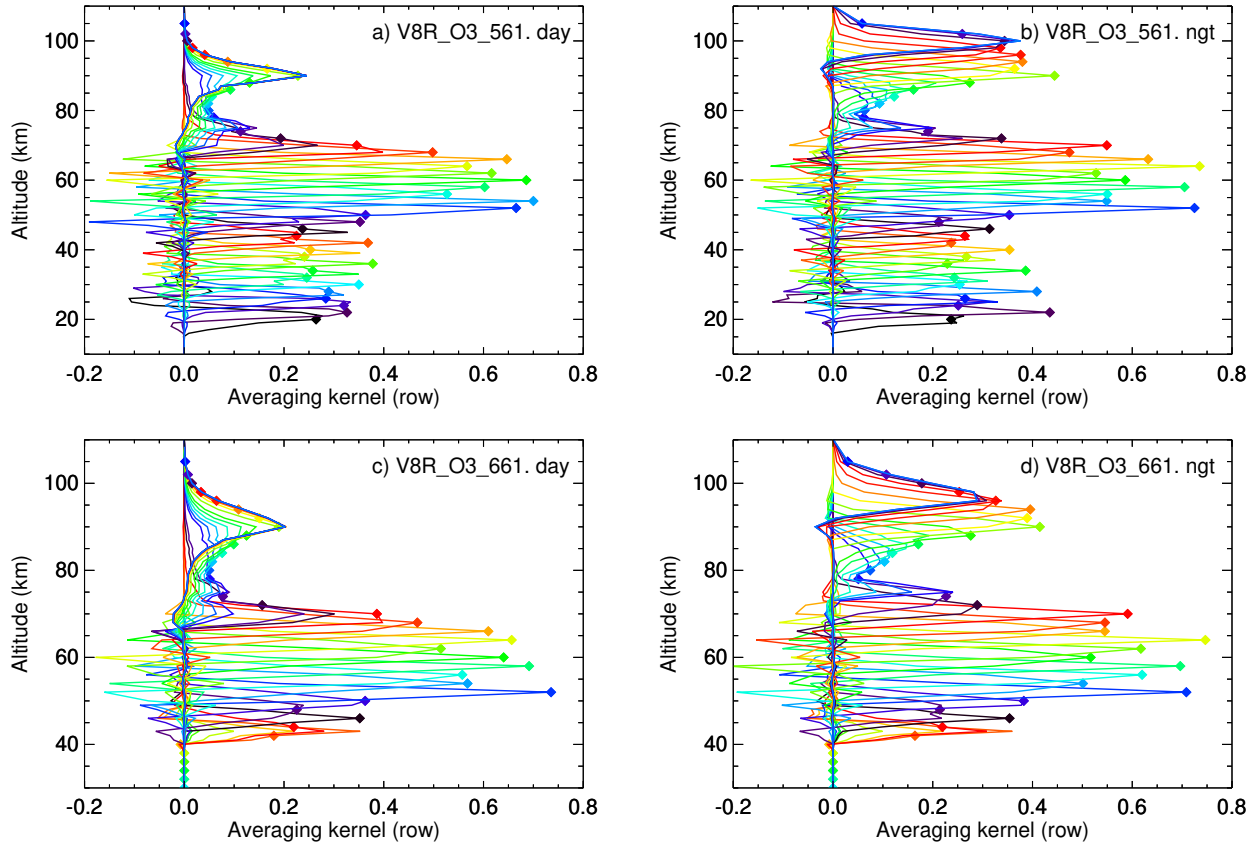 a) V8R_O3_561. day
Altitude (km)
100
80
60
40
20
-0.2 0.0 0.2 0.4 0.6 0.8
Averaging kernel (row)
b) V8R_O3_561. ngt
Altitude (km)
100
80
60
40
20
-0.2 0.0 0.2 0.4 0.6 0.8
Averaging kernel (row)
c) V8R_O3_661. day
Altitude (km)
100
80
60
40
-0.2 0.0 0.2 0.4 0.6 0.8
Averaging kernel (row)
d) V8R_O3_661. ngt
Altitude (km)
100
80
60
40
-0.2 0.0 0.2 0.4 0.6 0.8
Averaging kernel (row)